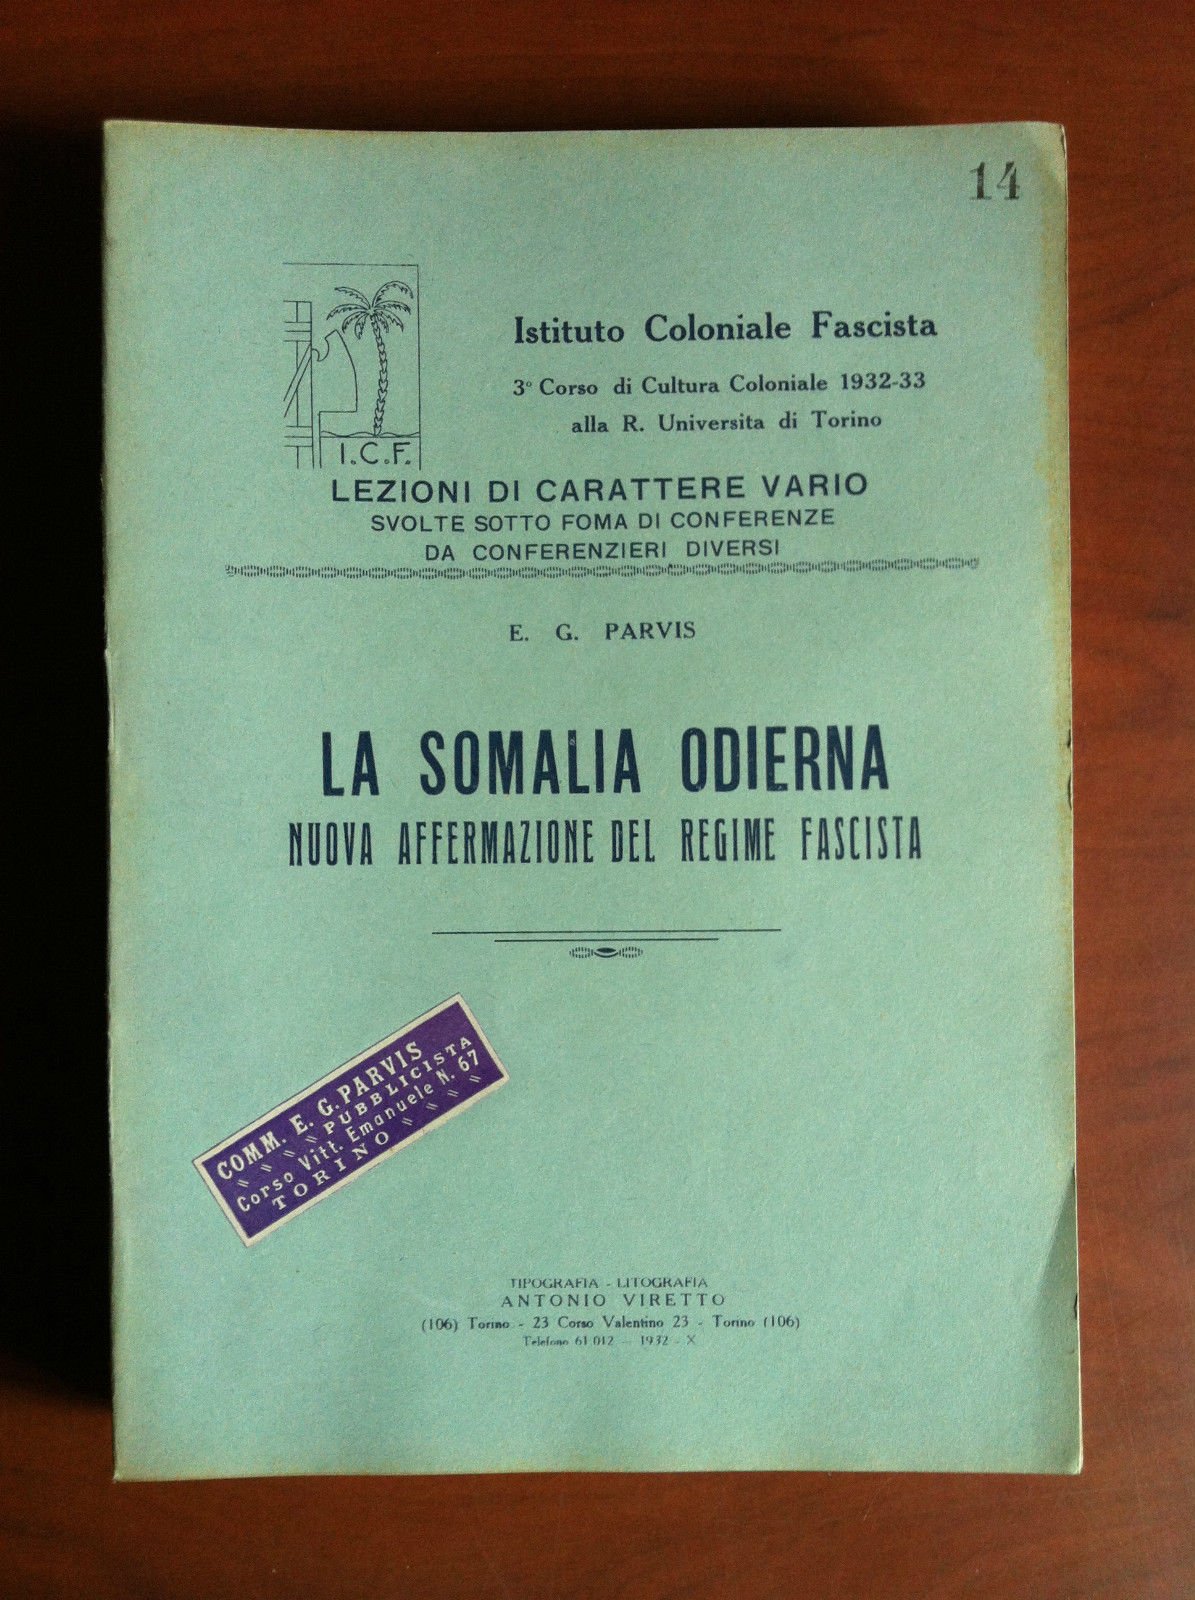 14
Istituto Coloniale Fascista
3° Corso di Cultura Coloniale 1932-33
alla R. Universita di Torino
I.C.F.
LEZIONI DI CARATTERE VARIO
SVOLTE SOTTO FOMA DI CONFERENZE
DA CONFERENZIERI DIVERSI
E. G. PARVIS
LA SOMALIA ODIERNA
NUOVA AFFERMAZIONE DEL REGIME FASCISTA
COMM. E. G. PARVIS
" " " PUBBLICISTA
Corso Vitt. Emanuele N. 67
TORINO " " " "
TIPOGRAFIA - LITOGRAFIA
ANTONIO VIRETTO
(106) Torino - 23 Corso Valentino 23 - Torino (106)
Telefono 61 012 — 1932 - X